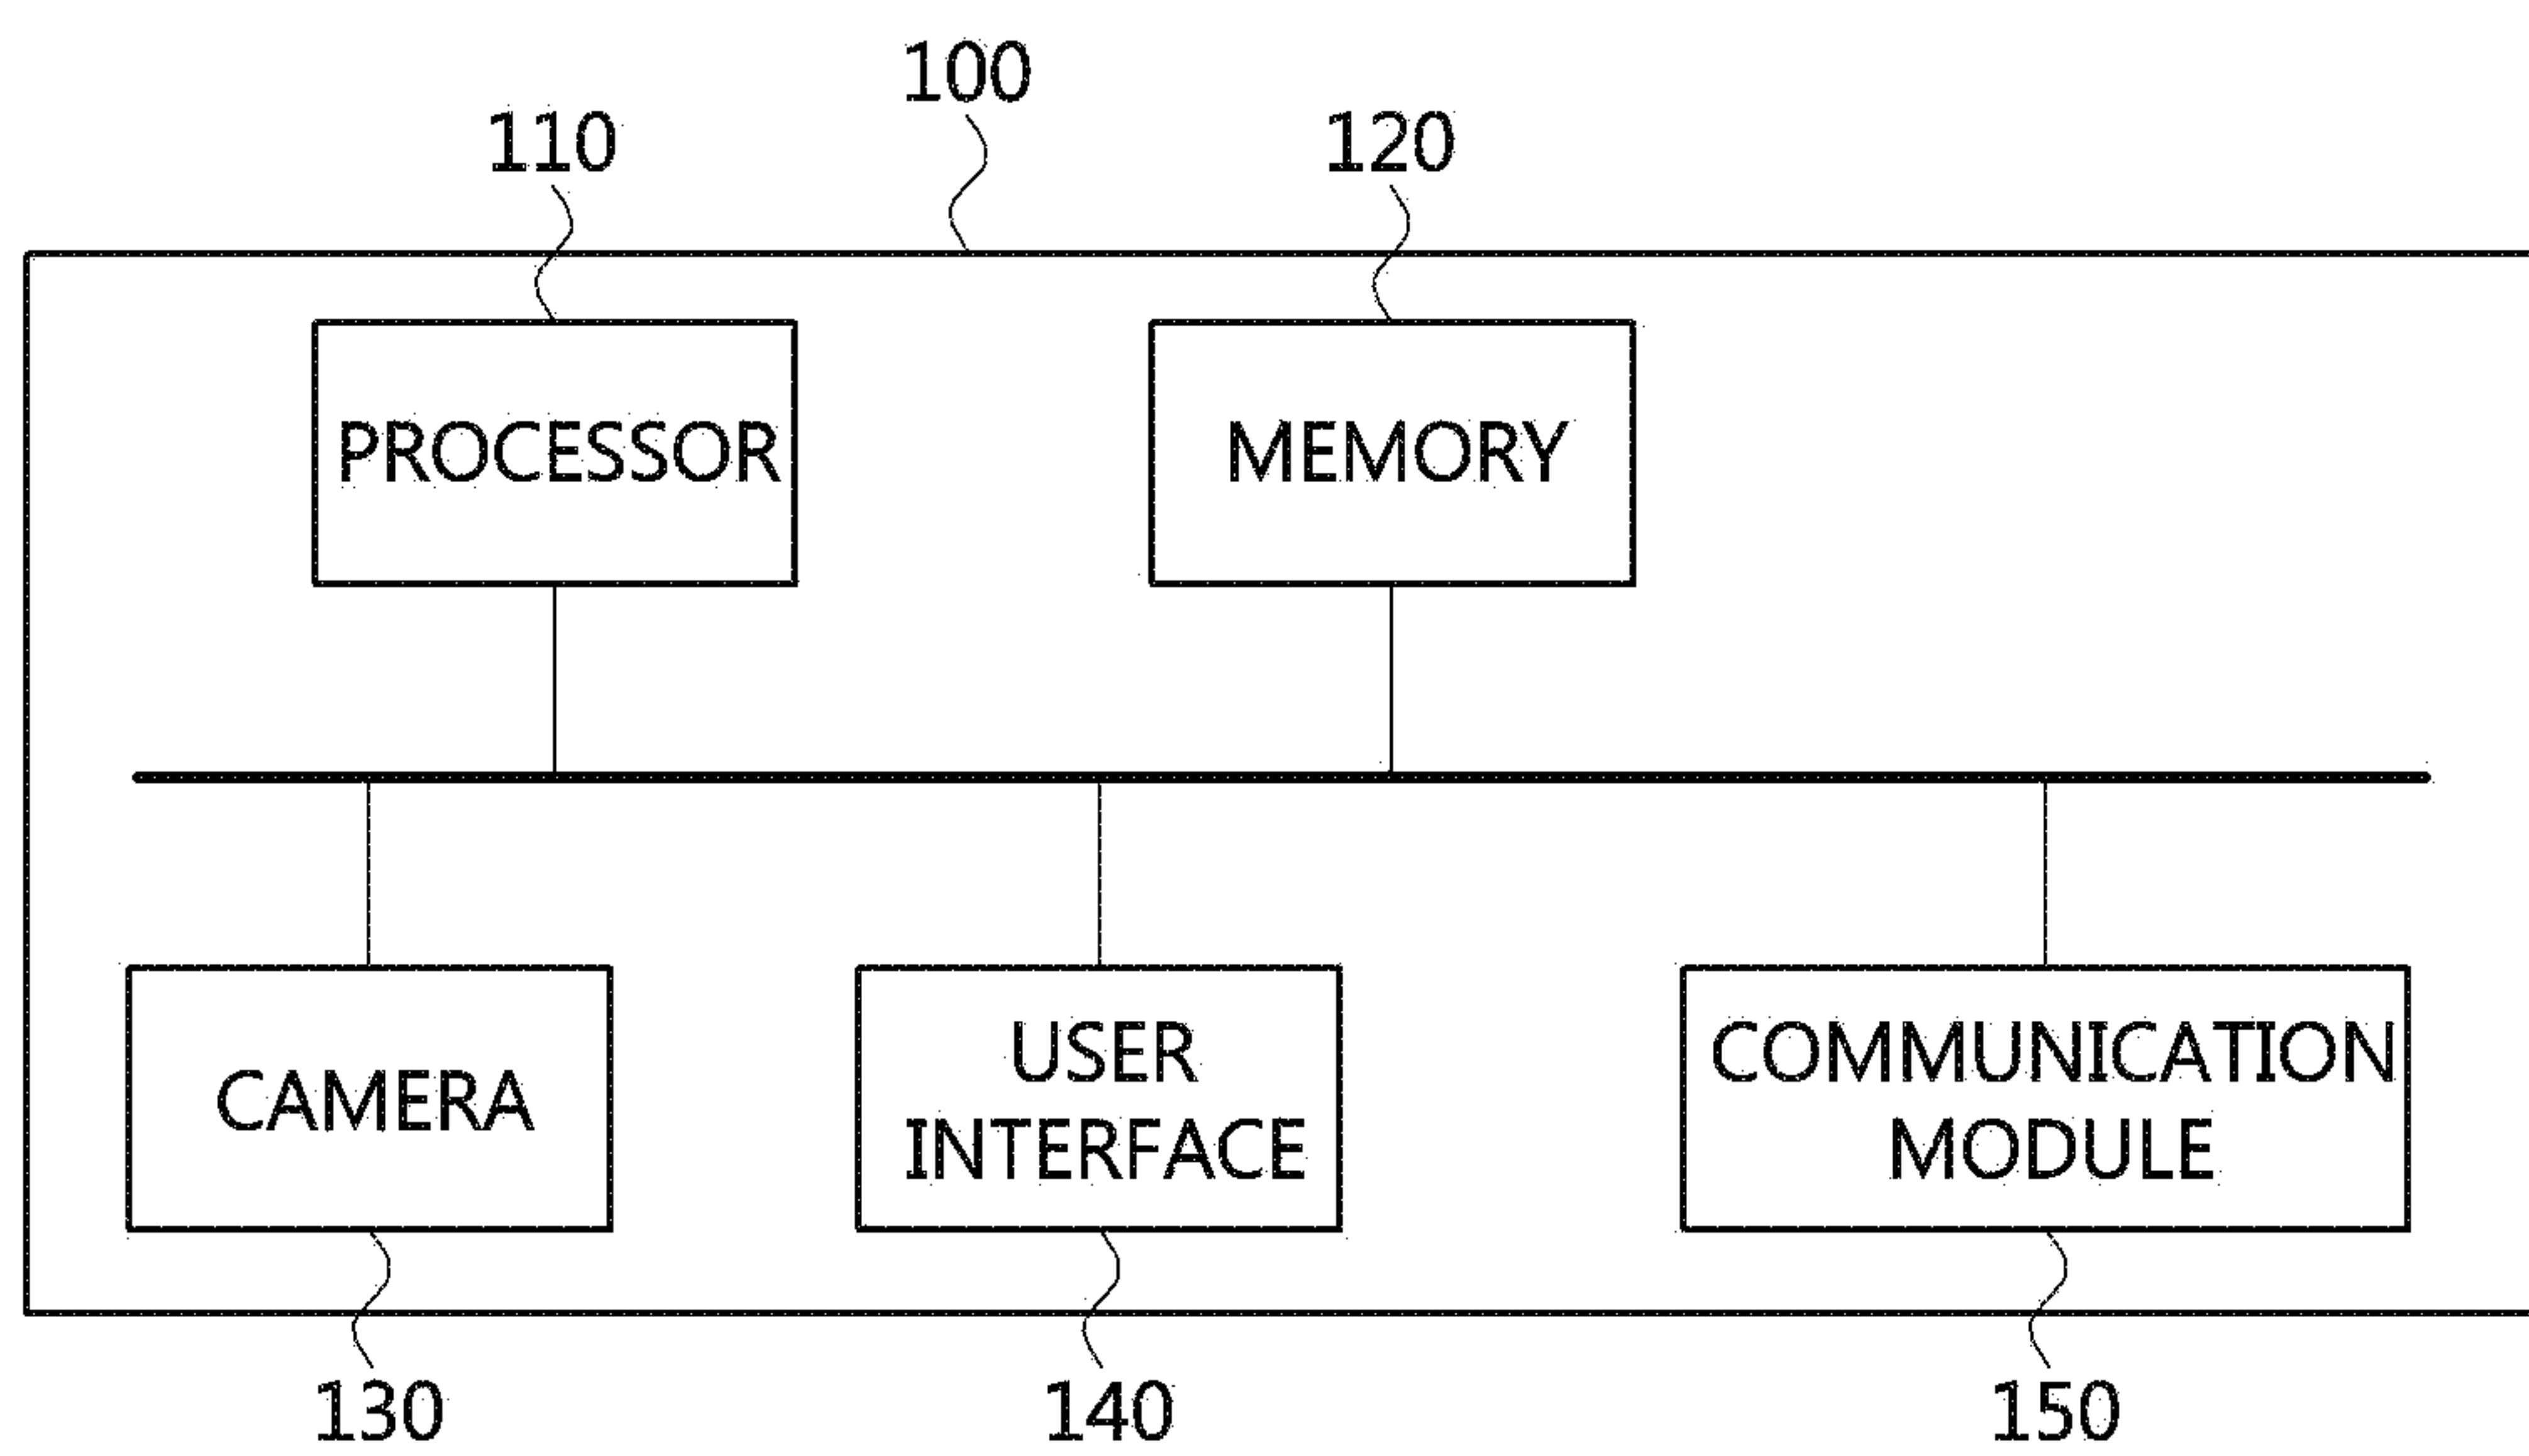 100
110
120
PROCESSOR
MEMORY
CAMERA
USER
INTERFACE
COMMUNICATION
MODULE
130
140
150